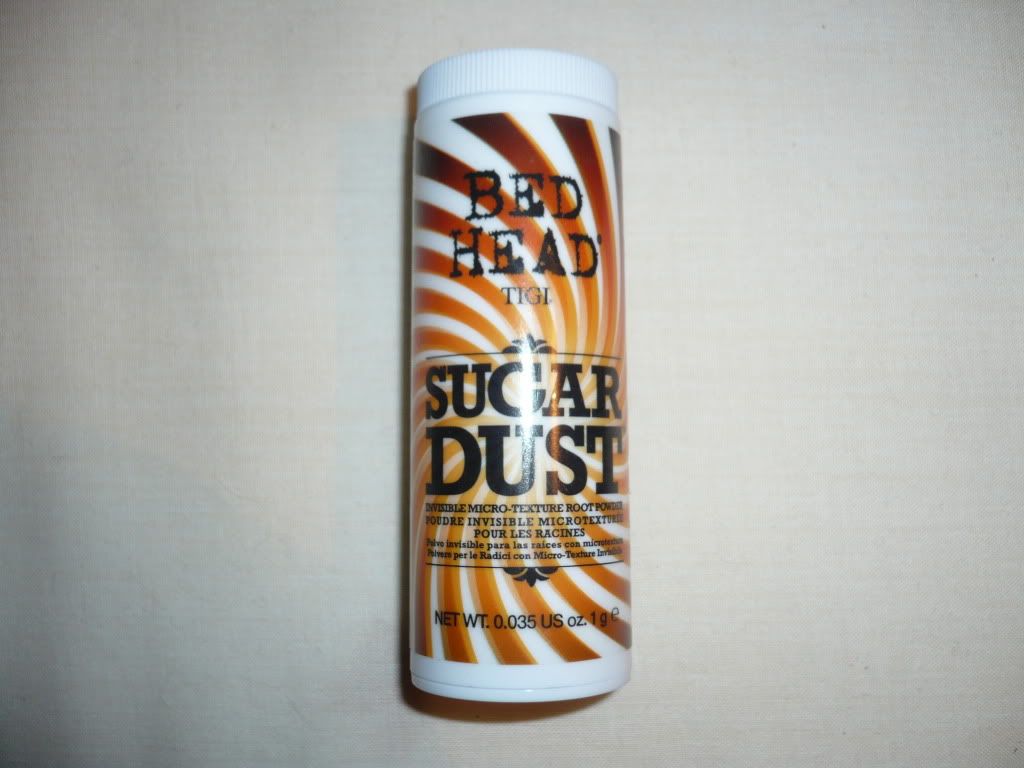 BED
HEAD
TIGI
SUGAR
DUST
INVISIBLE MICRO-TEXTURE ROOT POWDER
POUDRE INVISIBLE MICROTEXTURÉE
POUR LES RACINES
Polvo invisible para las raíces con microtextura
Polvere per le Radici con Micro-Texture Invisibile
NET WT. 0.035 US oz. 1 g ℮